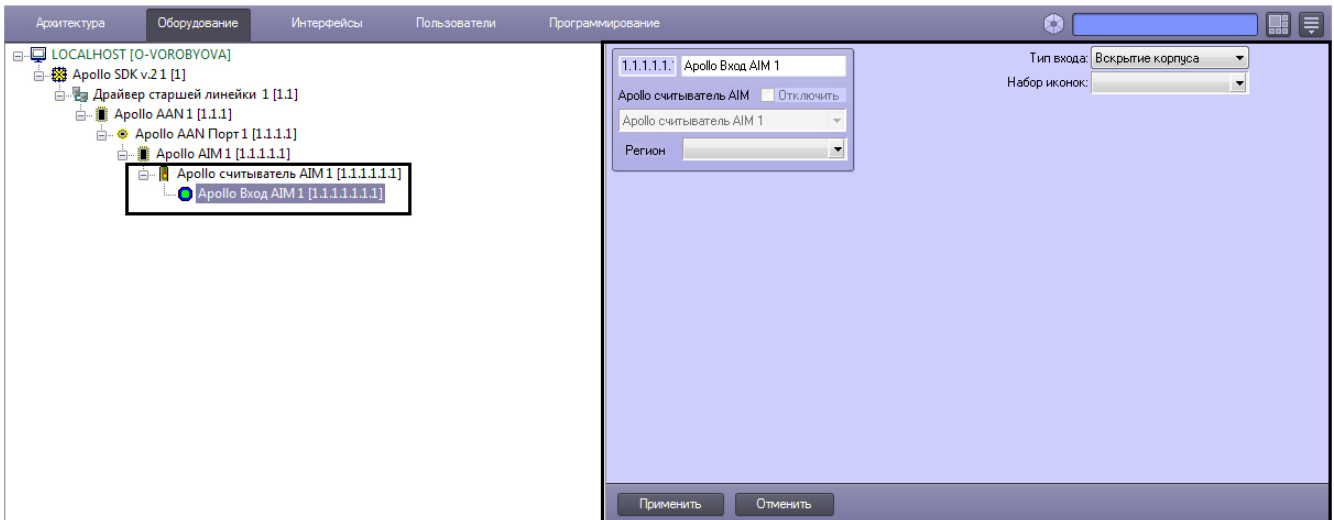 Архитектура Оборудование Интерфейсы Пользователи Программирование
LOCALHOST [O-VOROBYOVA]
Apollo SDK v.2 1 [1]
Драйвер старшей линейки 1 [1.1]
Apollo AAN 1 [1.1.1]
Apollo AAN Порт 1 [1.1.1.1]
Apollo AIM 1 [1.1.1.1.1]
Apollo считыватель AIM 1 [1.1.1.1.1.1]
Apollo Вход AIM 1 [1.1.1.1.1.1.1]
1.1.1.1.1.' Apollo Вход AIM 1
Apollo считыватель AIM Отключить
Apollo считыватель AIM 1
Регион
Тип входа: Вскрытие корпуса
Набор иконок:
Применить Отменить